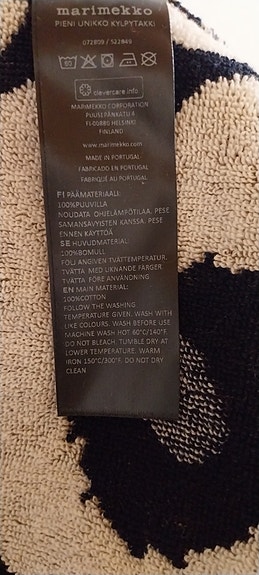 marimekko
PIENI UNIKKO KYLPYTAKKI
072809 / 522849
clevercare.info
MARIMEKKO CORPORATION
PUUSEPÄNKATU 4
FI-00880 HELSINKI
FINLAND
www.marimekko.com
MADE IN PORTUGAL
FABRICADO EN PORTUGAL
FABRIQUÉ AU PORTUGAL
FI PÄÄMATERIAALI:
100%PUUVILLA
NOUDATA OHJELÄMPÖTILAA. PESE
SAMANSÄVYISTEN KANSSA. PESE
ENNEN KÄYTTÖÄ
SE HUVUDMATERIAL:
100%BOMULL
FÖLJ ANGIVEN TVÄTTEMPERATUR.
TVÄTTA MED LIKNANDE FÄRGER
TVÄTTA FÖRE ANVÄNDNING.
EN MAIN MATERIAL:
100%COTTON
FOLLOW THE WASHING
TEMPERATURE GIVEN. WASH WITH
LIKE COLOURS. WASH BEFORE USE
MACHINE WASH HOT 60°C/140°F.
DO NOT BLEACH. TUMBLE DRY AT
LOWER TEMPERATURE. WARM
IRON 150°C/300°F. DO NOT DRY
CLEAN